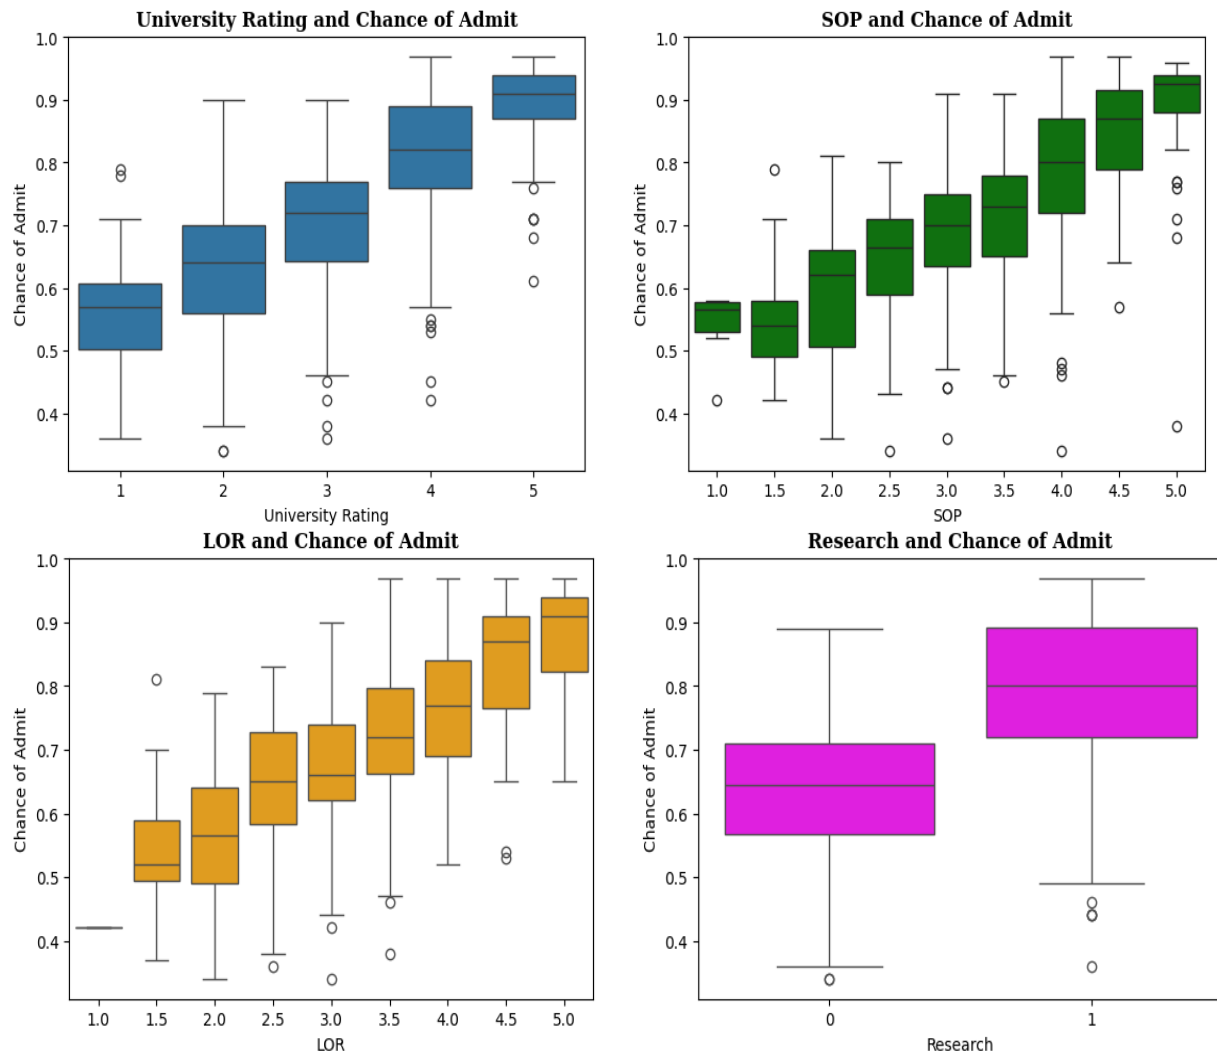 University Rating and Chance of Admit
Chance of Admit
1.0
0.9
0.8
0.7
0.6
0.5
0.4
1 2 3 4 5
University Rating
SOP and Chance of Admit
Chance of Admit
1.0
0.9
0.8
0.7
0.6
0.5
0.4
1.0 1.5 2.0 2.5 3.0 3.5 4.0 4.5 5.0
SOP
LOR and Chance of Admit
Chance of Admit
1.0
0.9
0.8
0.7
0.6
0.5
0.4
1.0 1.5 2.0 2.5 3.0 3.5 4.0 4.5 5.0
LOR
Research and Chance of Admit
Chance of Admit
1.0
0.9
0.8
0.7
0.6
0.5
0.4
0 1
Research